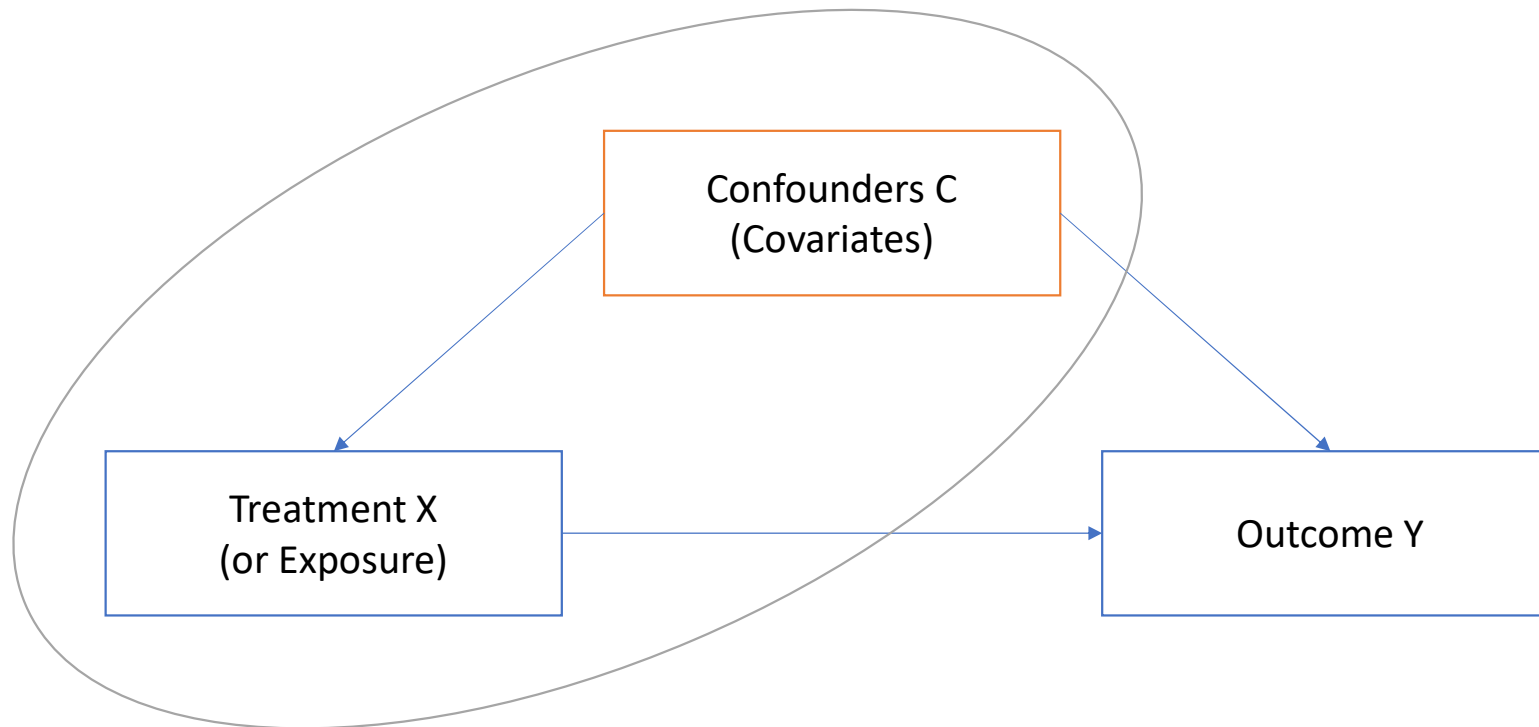 Confounders C
(Covariates)
Treatment X
(or Exposure)
Outcome Y